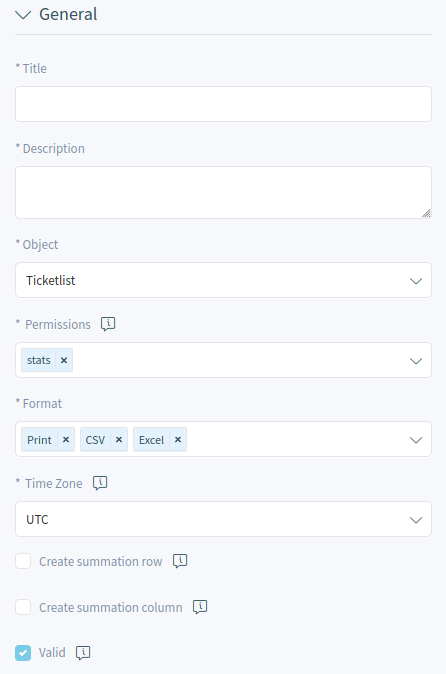 General
* Title
* Description
* Object
Ticketlist
* Permissions
stats ×
* Format
Print × CSV × Excel ×
* Time Zone
UTC
Create summation row
Create summation column
Valid